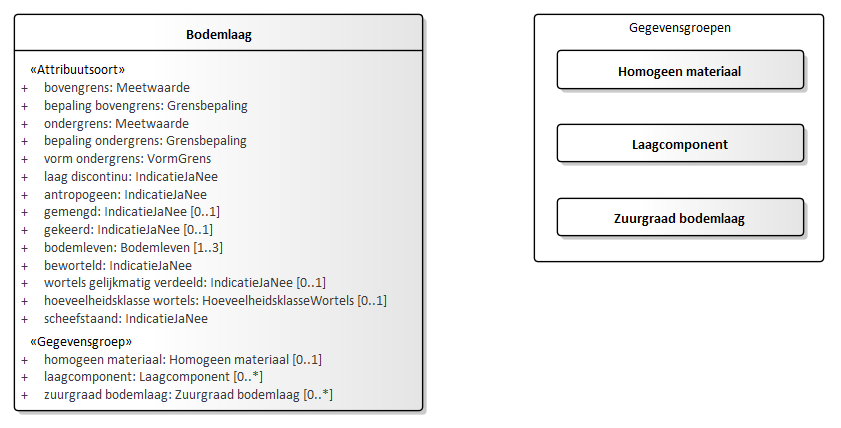 Bodemlaag
«Attribuutsoort»
+ bovengrens: Meetwaarde
+ bepaling bovengrens: Grensbepaling
+ ondergrens: Meetwaarde
+ bepaling ondergrens: Grensbepaling
+ vorm ondergrens: VormGrens
+ laag discontinu: IndicatieJaNee
+ antropogeen: IndicatieJaNee
+ gemengd: IndicatieJaNee [0..1]
+ gekeerd: IndicatieJaNee [0..1]
+ bodemleven: Bodemleven [1..3]
+ beworteld: IndicatieJaNee
+ wortels gelijkmatig verdeeld: IndicatieJaNee [0..1]
+ hoeveelheidsklasse wortels: HoeveelheidsklasseWortels [0..1]
+ scheefstaand: IndicatieJaNee
«Gegevensgroep»
+ homogeen materiaal: Homogeen materiaal [0..1]
+ laagcomponent: Laagcomponent [0..*]
+ zuurgraad bodemlaag: Zuurgraad bodemlaag [0..*]
Gegevensgroepen
Homogeen materiaal
Laagcomponent
Zuurgraad bodemlaag